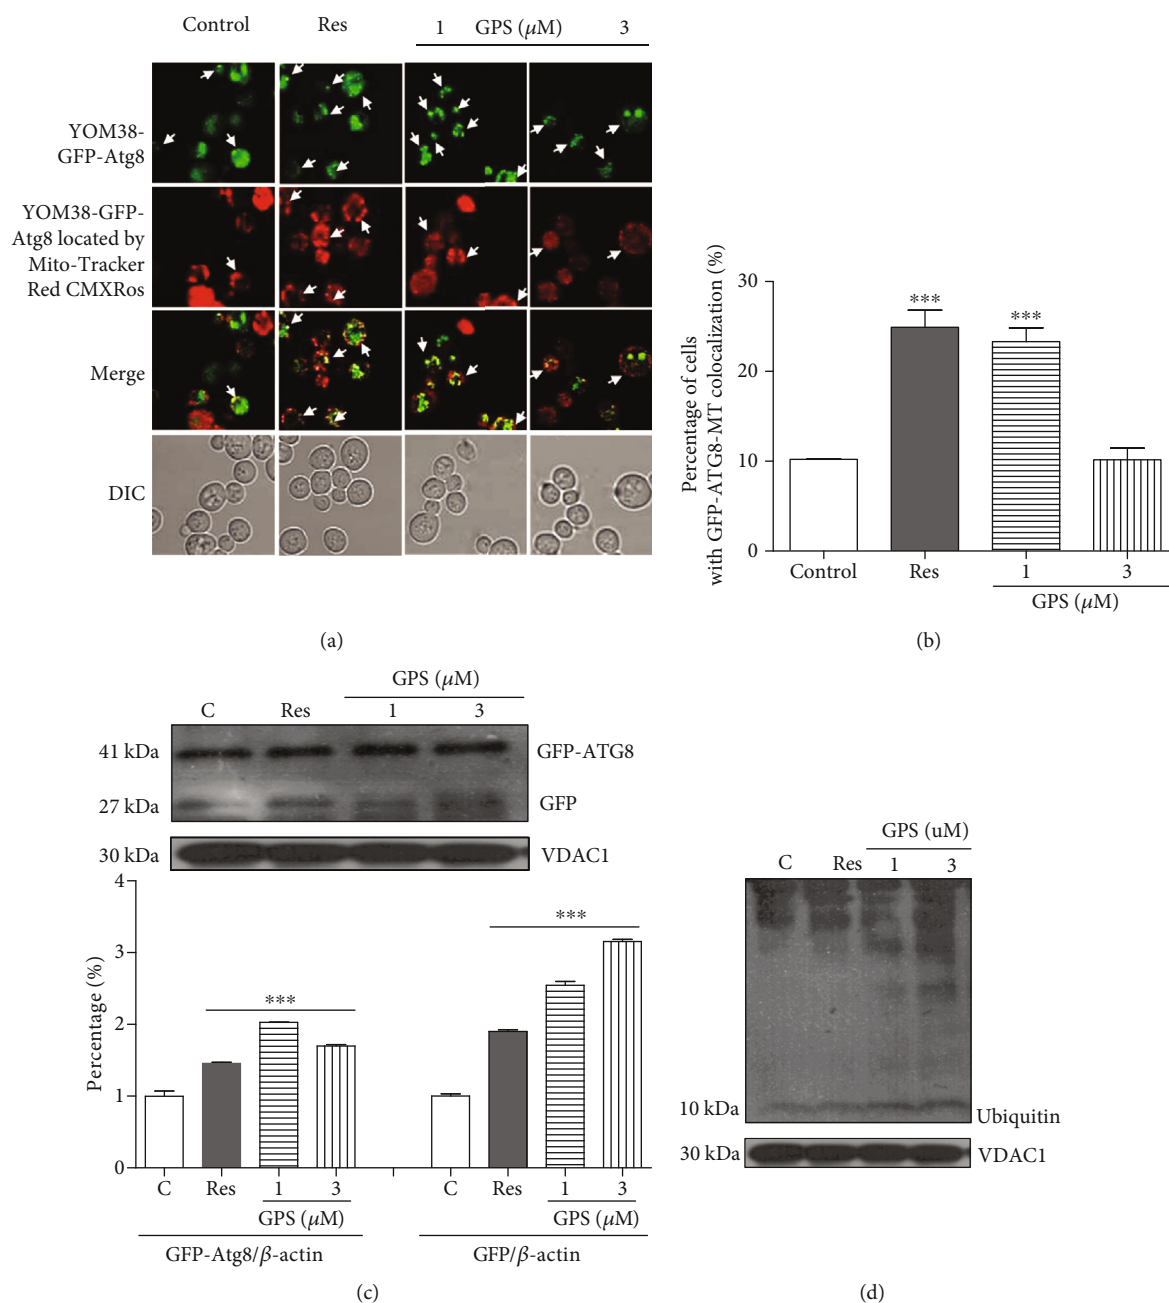 Control Res 1 GPS (μM) 3
YOM38-
GFP-Atg8
YOM38-GFP-
Atg8 located by
Mito-Tracker
Red CMXRos
Merge
DIC
(a)
Percentage of cells
with GFP-ATG8-MT colocalization (%)
30
20
10
0
***
***
Control Res 1 3
GPS (μM)
(b)
GPS (μM)
C Res 1 3
41 kDa GFP-ATG8
27 kDa GFP
30 kDa VDAC1
Percentage (%)
4
3
2
1
0
***
***
C Res 1 3 C Res 1 3
GPS (μM) GPS (μM)
GFP-Atg8/β-actin GFP/β-actin
(c)
GPS (uM)
C Res 1 3
10 kDa Ubiquitin
30 kDa VDAC1
(d)